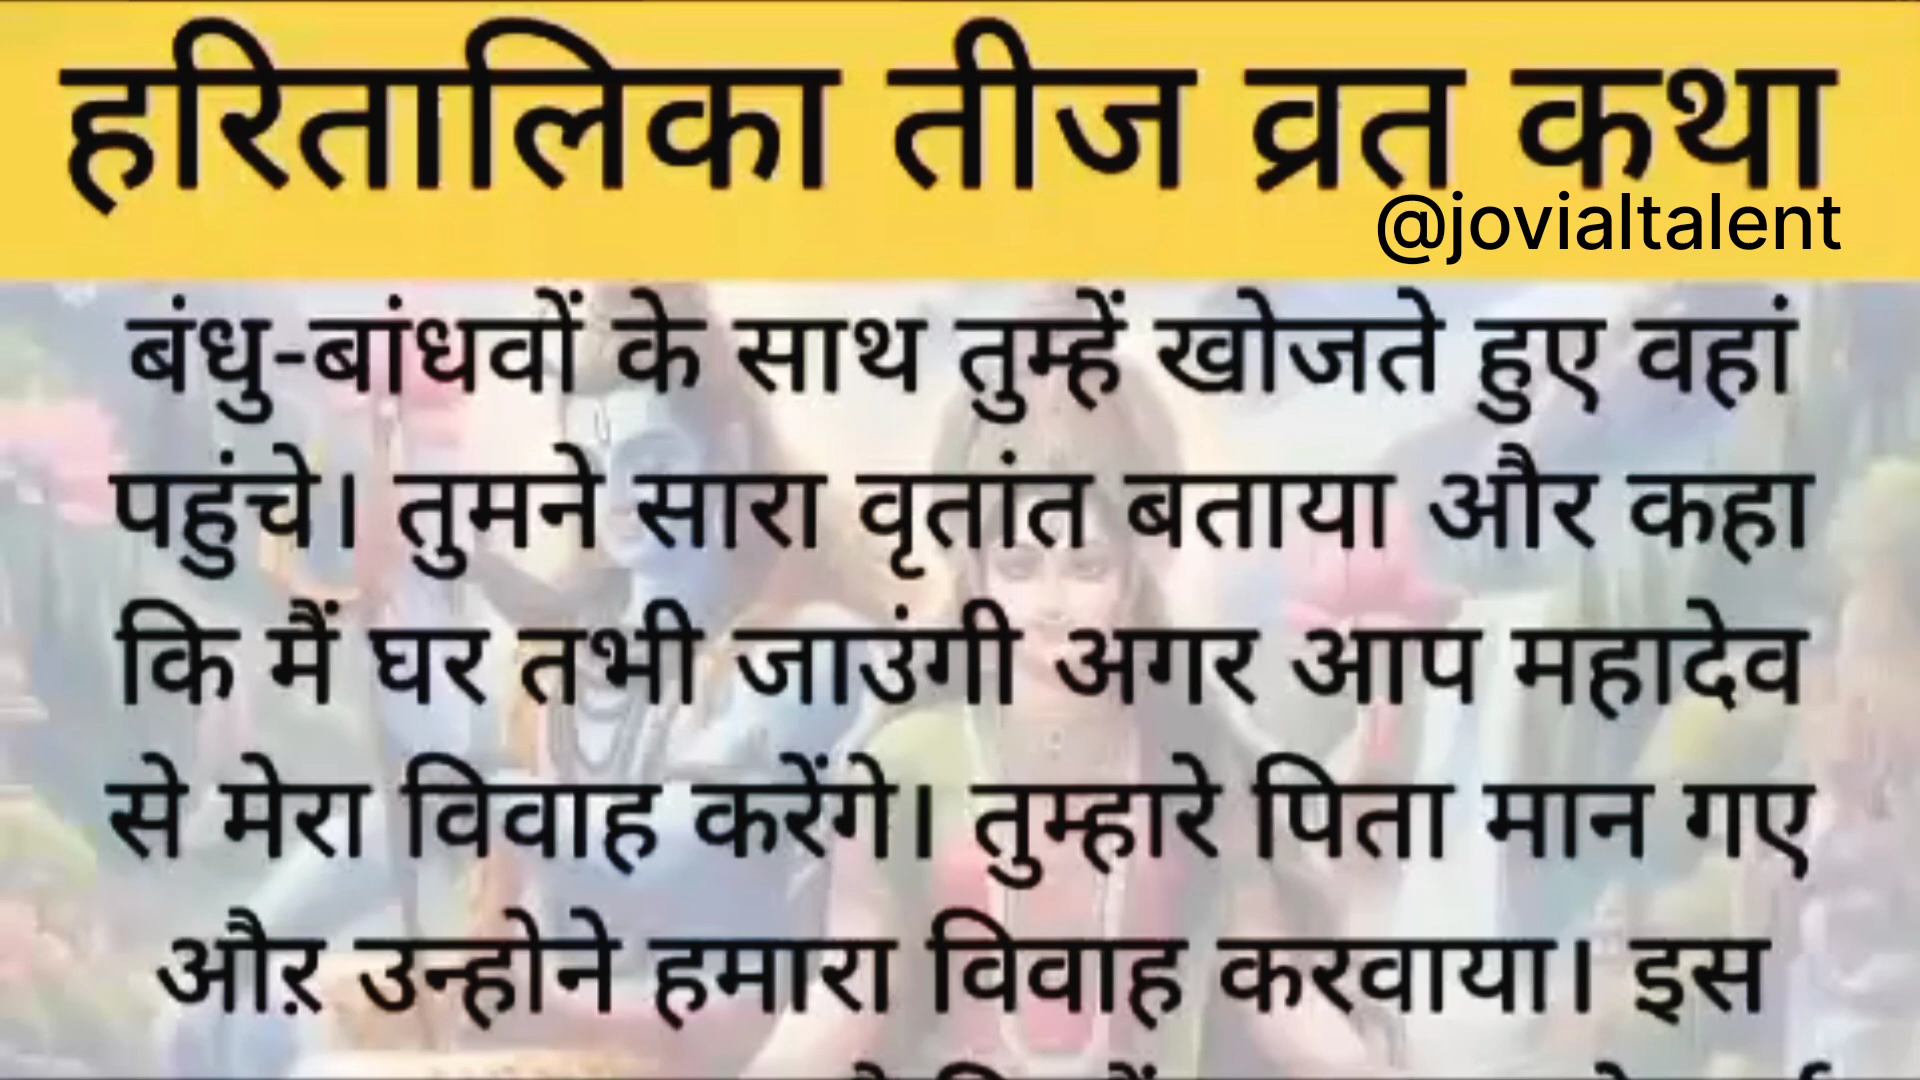 हरितालिका तीज व्रत कथा
@jovialtalent
बंधु-बांधवों के साथ तुम्हें खोजते हुए वहां
पहुंचे। तुमने सारा वृतांत बताया और कहा
कि मैं घर तभी जाउंगी अगर आप महादेव
से मेरा विवाह करेंगे। तुम्हारे पिता मान गए
औऱ उन्होने हमारा विवाह करवाया। इस